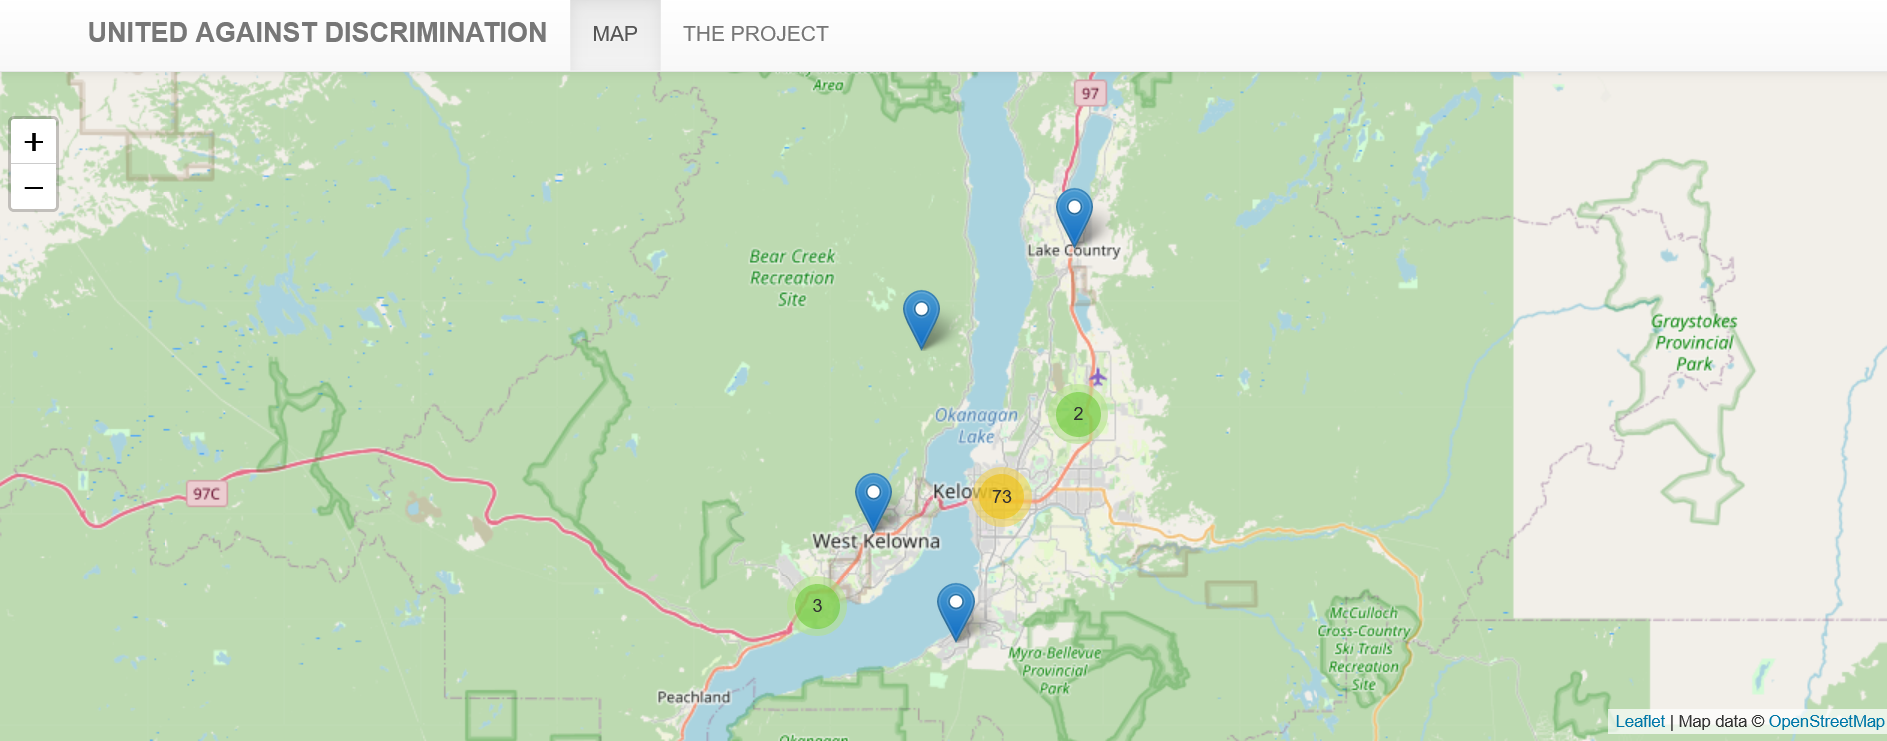 UNITED AGAINST DISCRIMINATION
MAP
THE PROJECT
Area
97
+
−
Lake Country
Bear Creek
Recreation
Site
Graystokes
Provincial
Park
Okanagan
Lake
2
97C
73
West Kelowna
3
McCulloch
Cross-Country
Ski Trails
Recreation
Site
Myra-Bellevue
Provincial
Park
Peachland
Leaflet | Map data © OpenStreetMap